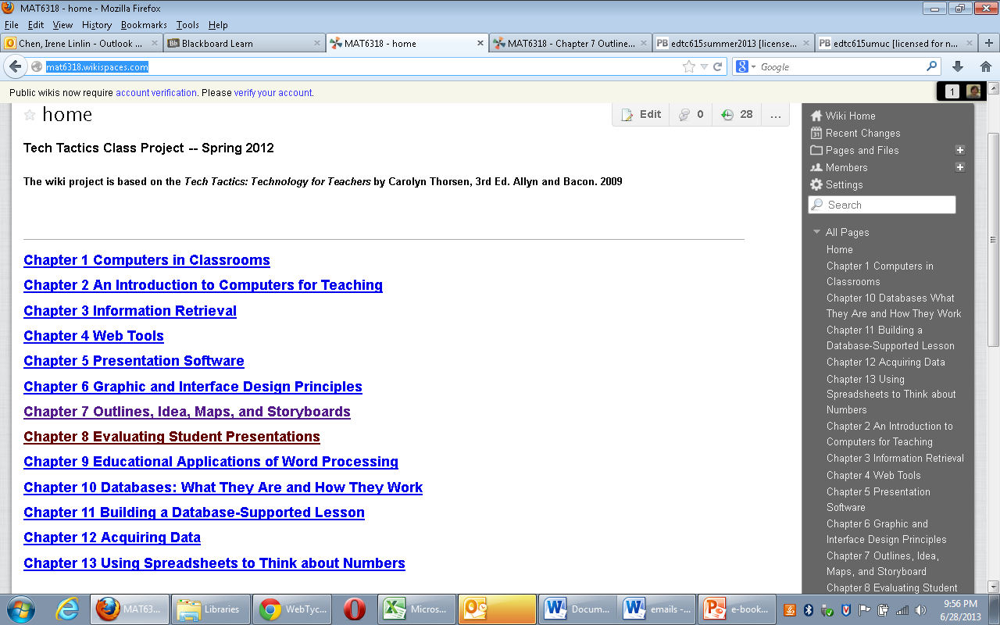 MAT6318 - home - Mozilla Firefox
File Edit View History Bookmarks Tools Help
Chen, Irene Linlin - Outlook ...
Bb Blackboard Learn
MAT6318 - home
MAT6318 - Chapter 7 Outline...
PB edtc615summer2013 [license...
PB edtc615umuc [licensed for n...
mat6318.wikispaces.com
Google
Public wikis now require account verification. Please verify your account.
1
home
Edit 0 28 ...
Tech Tactics Class Project -- Spring 2012
The wiki project is based on the Tech Tactics: Technology for Teachers by Carolyn Thorsen, 3rd Ed. Allyn and Bacon. 2009
Chapter 1 Computers in Classrooms
Chapter 2 An Introduction to Computers for Teaching
Chapter 3 Information Retrieval
Chapter 4 Web Tools
Chapter 5 Presentation Software
Chapter 6 Graphic and Interface Design Principles
Chapter 7 Outlines, Idea, Maps, and Storyboards
Chapter 8 Evaluating Student Presentations
Chapter 9 Educational Applications of Word Processing
Chapter 10 Databases: What They Are and How They Work
Chapter 11 Building a Database-Supported Lesson
Chapter 12 Acquiring Data
Chapter 13 Using Spreadsheets to Think about Numbers
Wiki Home
31 Recent Changes
Pages and Files
Members
Settings
Search
All Pages
Home
Chapter 1 Computers in
Classrooms
Chapter 10 Databases What
They Are and How They Work
Chapter 11 Building a
Database-Supported Lesson
Chapter 12 Acquiring Data
Chapter 13 Using
Spreadsheets to Think about
Numbers
Chapter 2 An Introduction to
Computers for Teaching
Chapter 3 Information Retrieval
Chapter 4 Web Tools
Chapter 5 Presentation
Software
Chapter 6 Graphic and
Interface Design Principles
Chapter 7 Outlines, Idea,
Maps, and Storyboard
Chapter 8 Evaluating Student
MAT63...
Libraries
WebTyc...
Micros...
Docum...
emails -...
e-book...
9:56 PM
6/28/2013